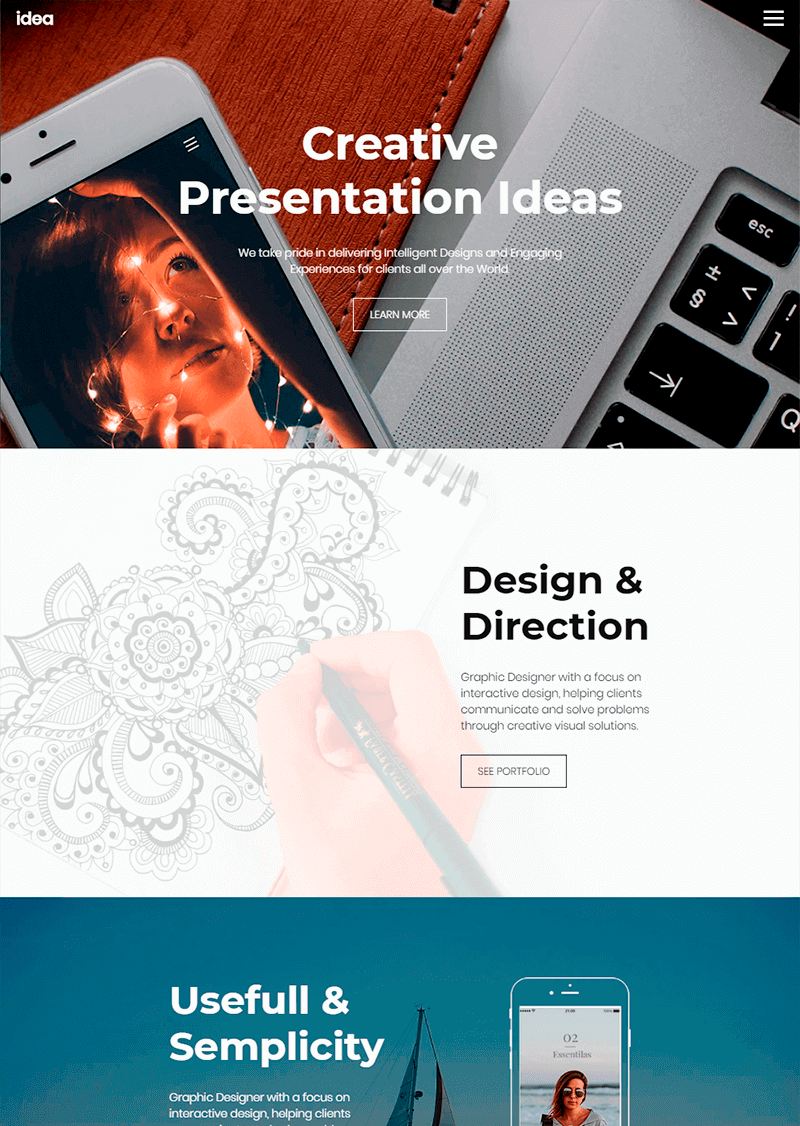 idea
Creative
Presentation Ideas
We take pride in delivering Intelligent Designs and Engaging
Experiences for clients all over the World.
LEARN MORE
esc
±
§
!
1
Q
Design &
Direction
Graphic Designer with a focus on
interactive design, helping clients
communicate and solve problems
through creative visual solutions.
SEE PORTFOLIO
Usefull &
Semplicity
Graphic Designer with a focus on
interactive design, helping clients
21:05
02
Essentilas